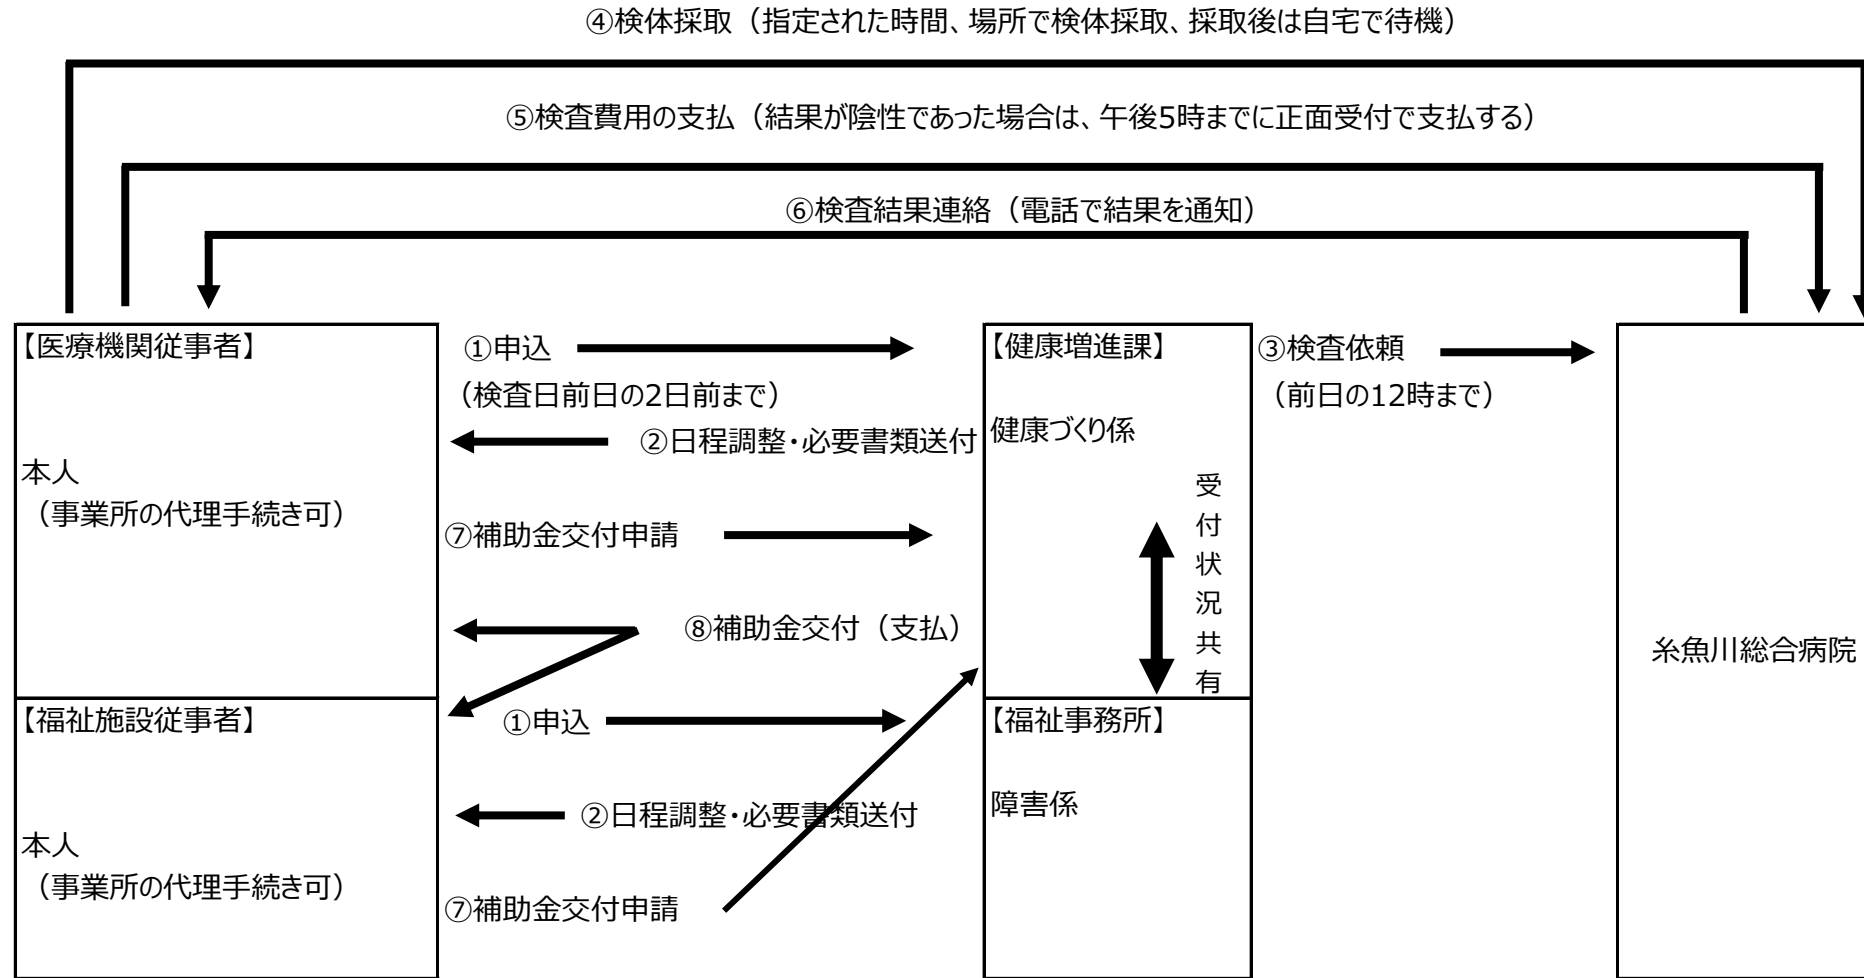 ④検体採取（指定された時間、場所で検体採取、採取後は自宅で待機）
⑤検査費用の支払（結果が陰性であった場合は、午後5時までに正面受付で支払する）
⑥検査結果連絡（電話で結果を通知）
【医療機関従事者】
本人
（事業所の代理手続き可）
①申込
（検査日前日の2日前まで）
②日程調整・必要書類送付
⑦補助金交付申請
⑧補助金交付（支払）
【健康増進課】
健康づくり係
受付状況共有
③検査依頼
（前日の12時まで）
糸魚川総合病院
【福祉施設従事者】
本人
（事業所の代理手続き可）
①申込
②日程調整・必要書類送付
⑦補助金交付申請
【福祉事務所】
障害係